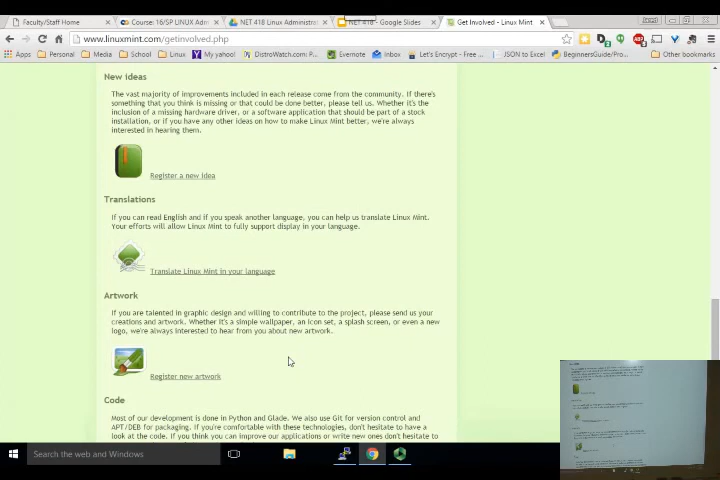 Faculty/Staff Home
Course: 16/SP LINUX Adm
NET 418 Linux Administra
NET 418 - Google Slides
Get Involved - Linux Mint
www.linuxmint.com/getinvolved.php
Apps
Personal
Media
School
Linux
My yahoo!
DistroWatch.com: P...
Evernote
Inbox
Let's Encrypt - Free...
JSON to Excel
BeginnersGuide/Pro...
Other bookmarks
New ideas
The vast majority of improvements included in each release come from the community. If there's
something that you think is missing or that could be done better, please tell us. Whether it's the
inclusion of a missing hardware driver, or a software application that should be part of a stock
installation, or if you have any other ideas on how to make Linux Mint better, we're always
interested in hearing them.
Register a new idea
Translations
If you can read English and if you speak another language, you can help us translate Linux Mint.
Your efforts will allow Linux Mint to fully support display in your language.
Translate Linux Mint in your language
Artwork
If you are talented in graphic design and willing to contribute to the project, please send us your
creations and artwork. Whether it's a simple wallpaper, an icon set, a splash screen, or even a new
logo, we're always interested to hear from you about new artwork.
Register new artwork
Code
Most of our development is done in Python and Glade. We also use Git for version control and
APT/DEB for packaging. If you're comfortable with these technologies, don't hesitate to have a
look at the code. If you think you can improve our applications or write new ones don't hesitate to
Search the web and Windows